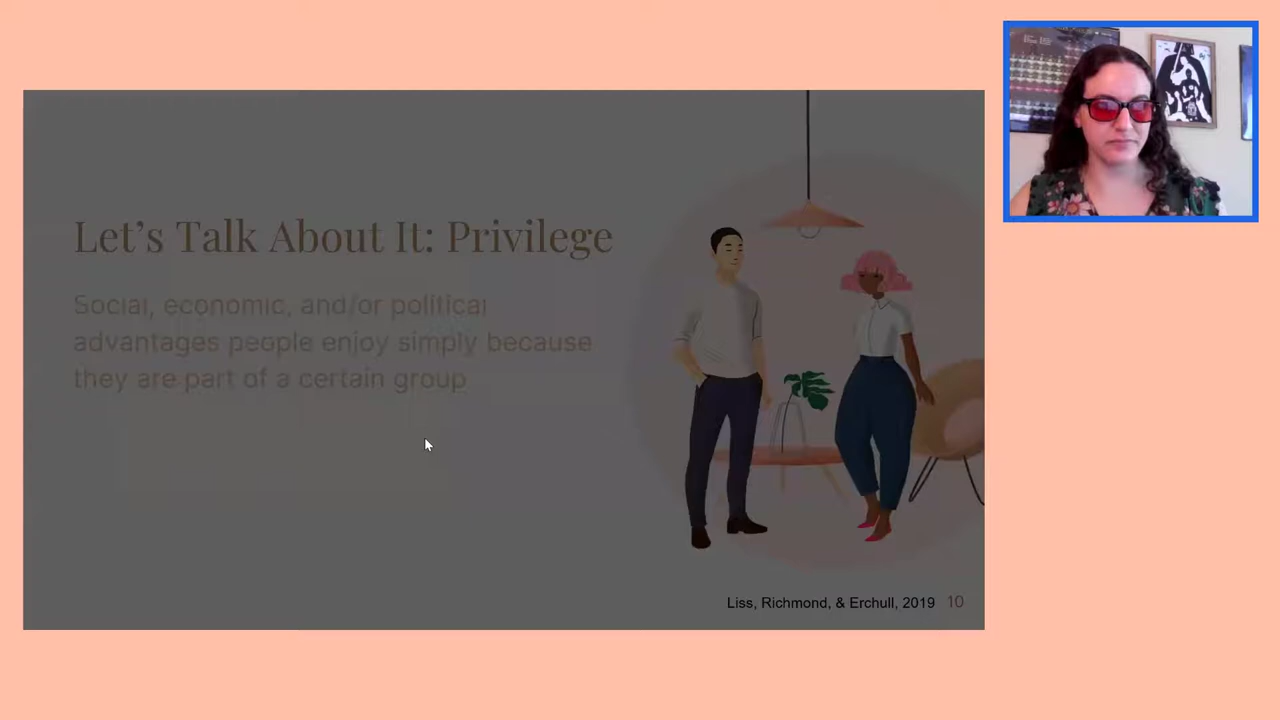 Let's Talk About It: Privilege
Social, economic, and/or political
advantages people enjoy simply because
they are part of a certain group
Liss, Richmond, & Erchull, 2019 10